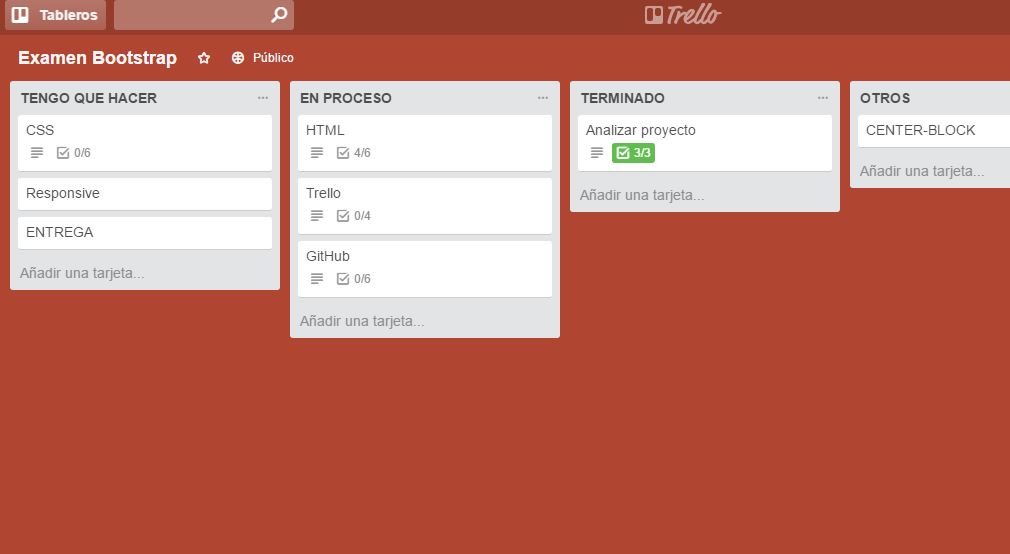 Tableros
Trello
Examen Bootstrap
Público
TENGO QUE HACER
CSS
0/6
Responsive
ENTREGA
Añadir una tarjeta...
EN PROCESO
HTML
4/6
Trello
0/4
GitHub
0/6
Añadir una tarjeta...
TERMINADO
Analizar proyecto
3/3
Añadir una tarjeta...
OTROS
CENTER-BLOCK
Añadir una tarjeta...